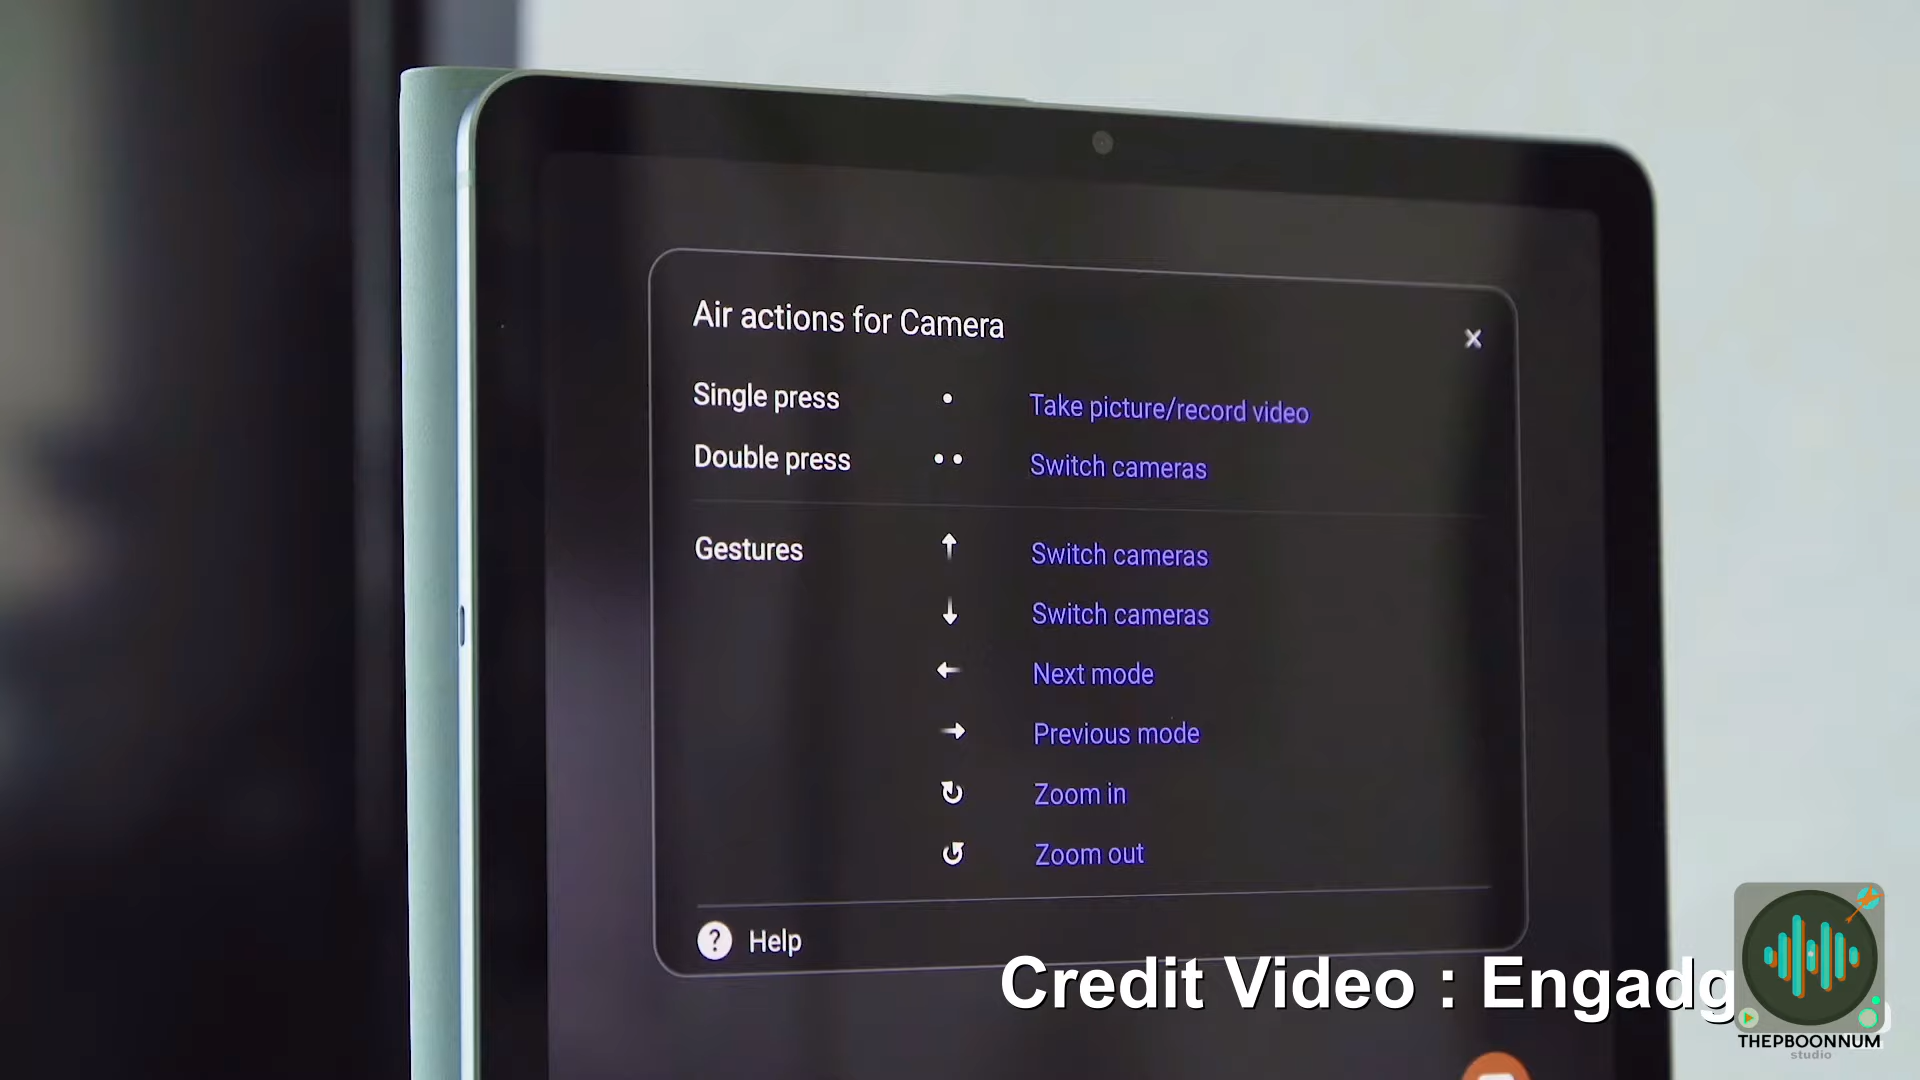 Air actions for Camera
Single press
Take picture/record video
Double press
Switch cameras
Gestures
Switch cameras
Switch cameras
Next mode
Previous mode
Zoom in
Zoom out
? Help
Credit Video : Engadg
THEPBOONNUM
studio